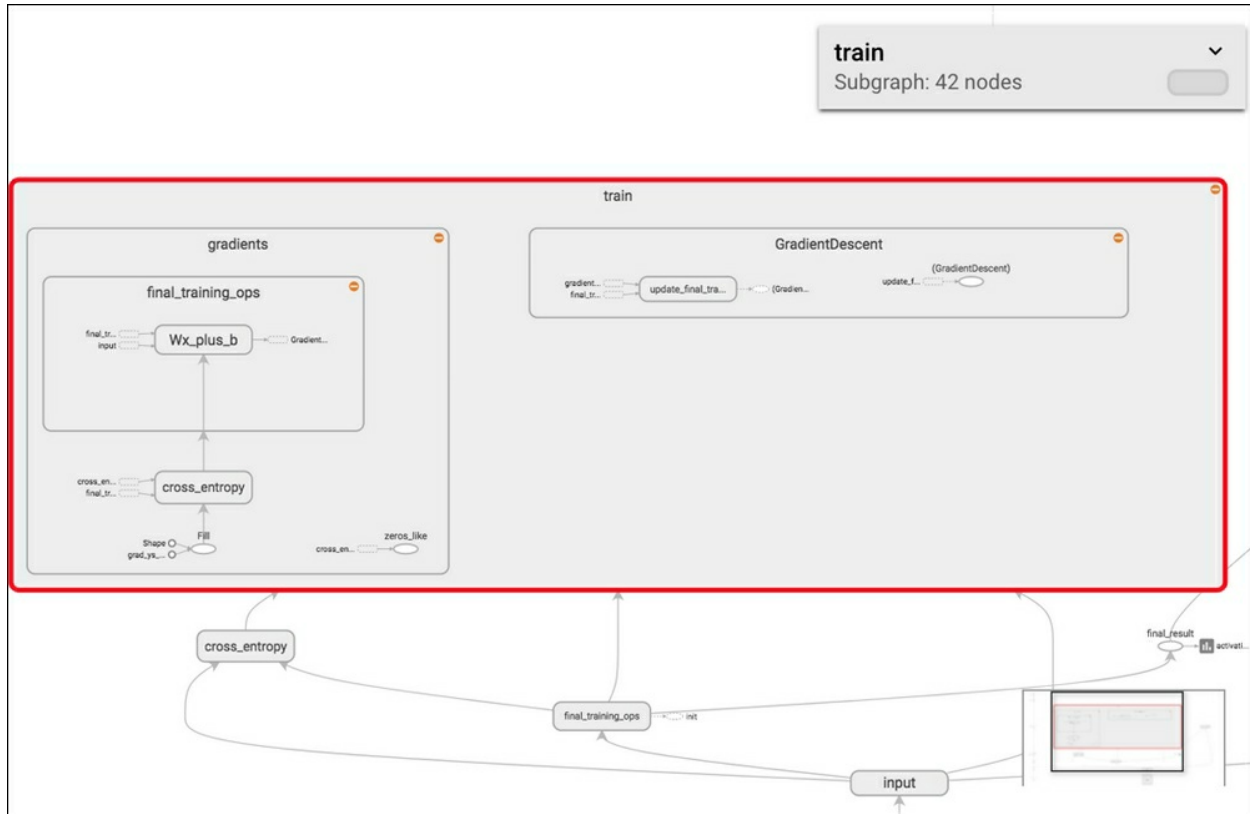 train
Subgraph: 42 nodes
train
gradients
GradientDescent
final_training_ops
(GradientDescent)
gradient...
final_tr...
update_final_tra...
(Gradien...
update_f...
final_tr...
input
Wx_plus_b
Gradient...
cross_en...
final_tr...
cross_entropy
Shape
grad_ys_...
Fill
cross_en...
zeros_like
cross_entropy
final_result
activati...
final_training_ops
init
input